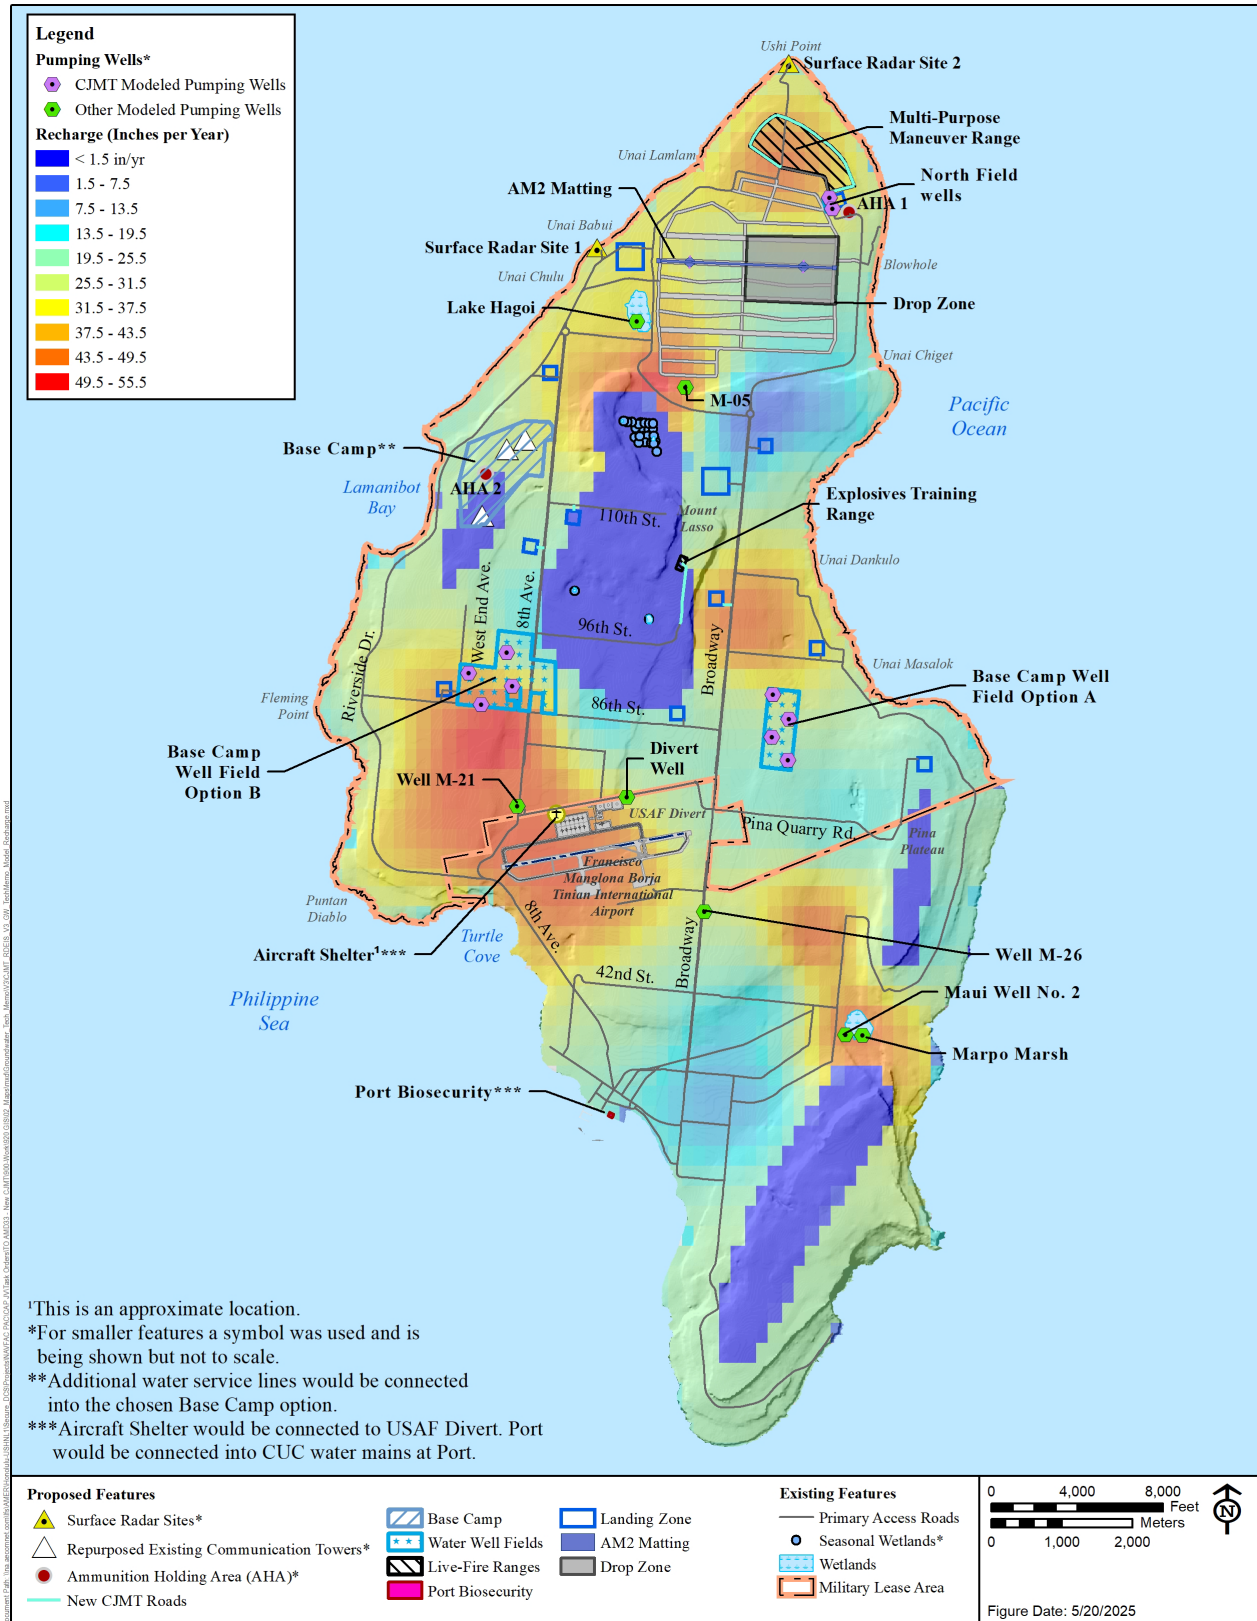 Legend
Pumping Wells*
CJMT Modeled Pumping Wells
Other Modeled Pumping Wells
Recharge (Inches per Year)
< 1.5 in/yr
1.5 - 7.5
7.5 - 13.5
13.5 - 19.5
19.5 - 25.5
25.5 - 31.5
31.5 - 37.5
37.5 - 43.5
43.5 - 49.5
49.5 - 55.5
Ushi Point
Surface Radar Site 2
Multi-Purpose
Maneuver Range
Unai Lamlam
North Field
wells
AM2 Matting
AHA 1
Unai Babui
Surface Radar Site 1
Blowhole
Unai Chulu
Lake Hagoi
Drop Zone
Unai Chiget
M-05
Pacific
Ocean
Base Camp**
AHA 2
Lamanibot
Bay
Explosives Training
Range
110th St.
Mount
Lasso
Unai Dankulo
West End Ave.
8th Ave.
96th St.
Broadway
Riverside Dr.
Unai Masalok
Base Camp Well
Field Option A
Fleming
Point
86th St.
Base Camp
Well Field
Option B
Divert
Well
Well M-21
USAF Divert
Pina Quarry Rd.
Pina
Plateau
Francisco
Manglona Borja
Tinian International
Airport
Puntan
Diablo
8th Ave.
Turtle
Cove
Aircraft Shelter¹***
Broadway
Well M-26
42nd St.
Philippine
Sea
Maui Well No. 2
Marpo Marsh
Port Biosecurity***
¹This is an approximate location.
*For smaller features a symbol was used and is
being shown but not to scale.
**Additional water service lines would be connected
into the chosen Base Camp option.
***Aircraft Shelter would be connected to USAF Divert. Port
would be connected into CUC water mains at Port.
Proposed Features
Surface Radar Sites*
Repurposed Existing Communication Towers*
Ammunition Holding Area (AHA)*
New CJMT Roads
Base Camp
Water Well Fields
Live-Fire Ranges
Port Biosecurity
Landing Zone
AM2 Matting
Drop Zone
Existing Features
Primary Access Roads
Seasonal Wetlands*
Wetlands
Military Lease Area
0 4,000 8,000
Feet
Meters
0 1,000 2,000
N
Figure Date: 5/20/2025